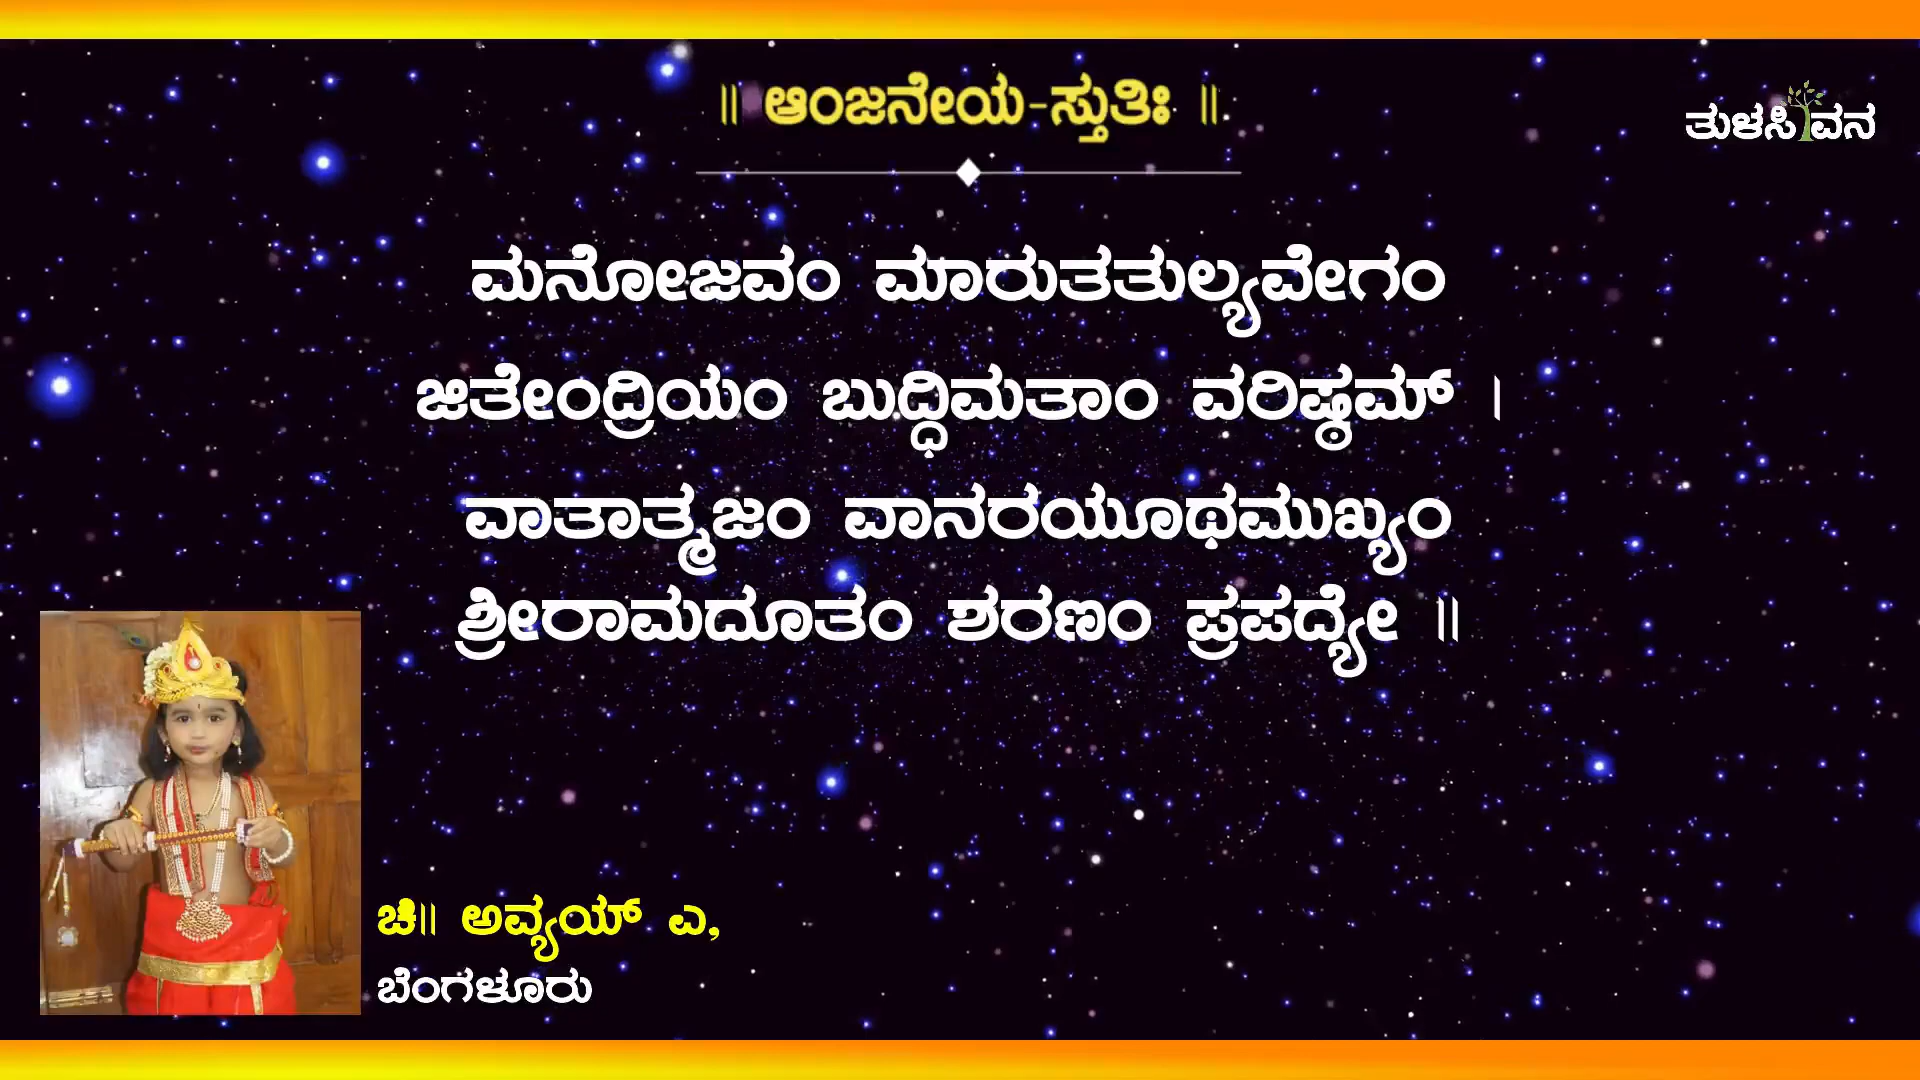 ॥ ಆಂಜನೇಯ-ಸ್ತುತಿಃ ॥
ತುಳಸಿವನ
ಮನೋಜವಂ ಮಾರುತತುಲ್ಯವೇಗಂ
ಜಿತೇಂದ್ರಿಯಂ ಬುದ್ಧಿಮತಾಂ ವರಿಷ್ಠಮ್ ।
ವಾತಾತ್ಮಜಂ ವಾನರಯೂಥಮುಖ್ಯಂ
ಶ್ರೀರಾಮದೂತಂ ಶರಣಂ ಪ್ರಪದ್ಯೇ ॥
ಚಿ॥ ಅವ್ಯಯ್ ಎ,
ಬೆಂಗಳೂರು